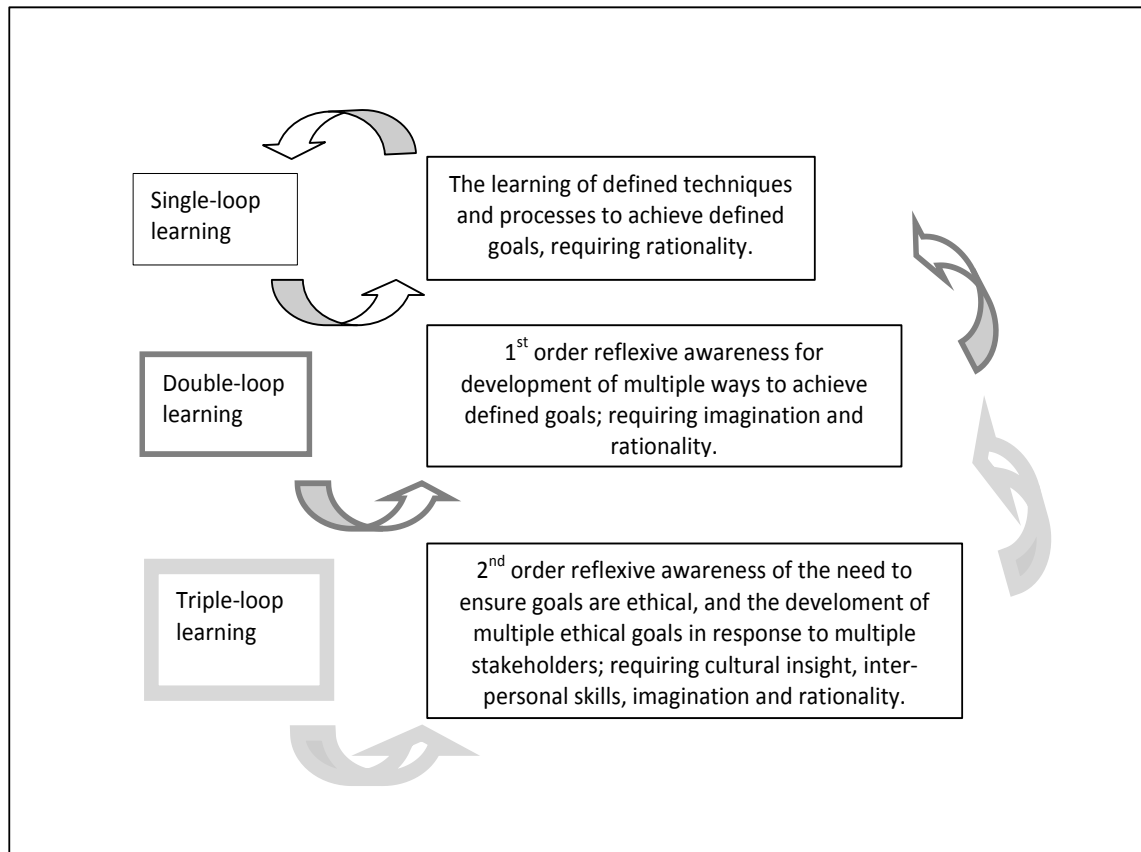 Single-loop
learning
The learning of defined techniques
and processes to achieve defined
goals, requiring rationality.
Double-loop
learning
1st order reflexive awareness for
development of multiple ways to achieve
defined goals; requiring imagination and
rationality.
Triple-loop
learning
2nd order reflexive awareness of the need to
ensure goals are ethical, and the develoment of
multiple ethical goals in response to multiple
stakeholders; requiring cultural insight, inter-
personal skills, imagination and rationality.